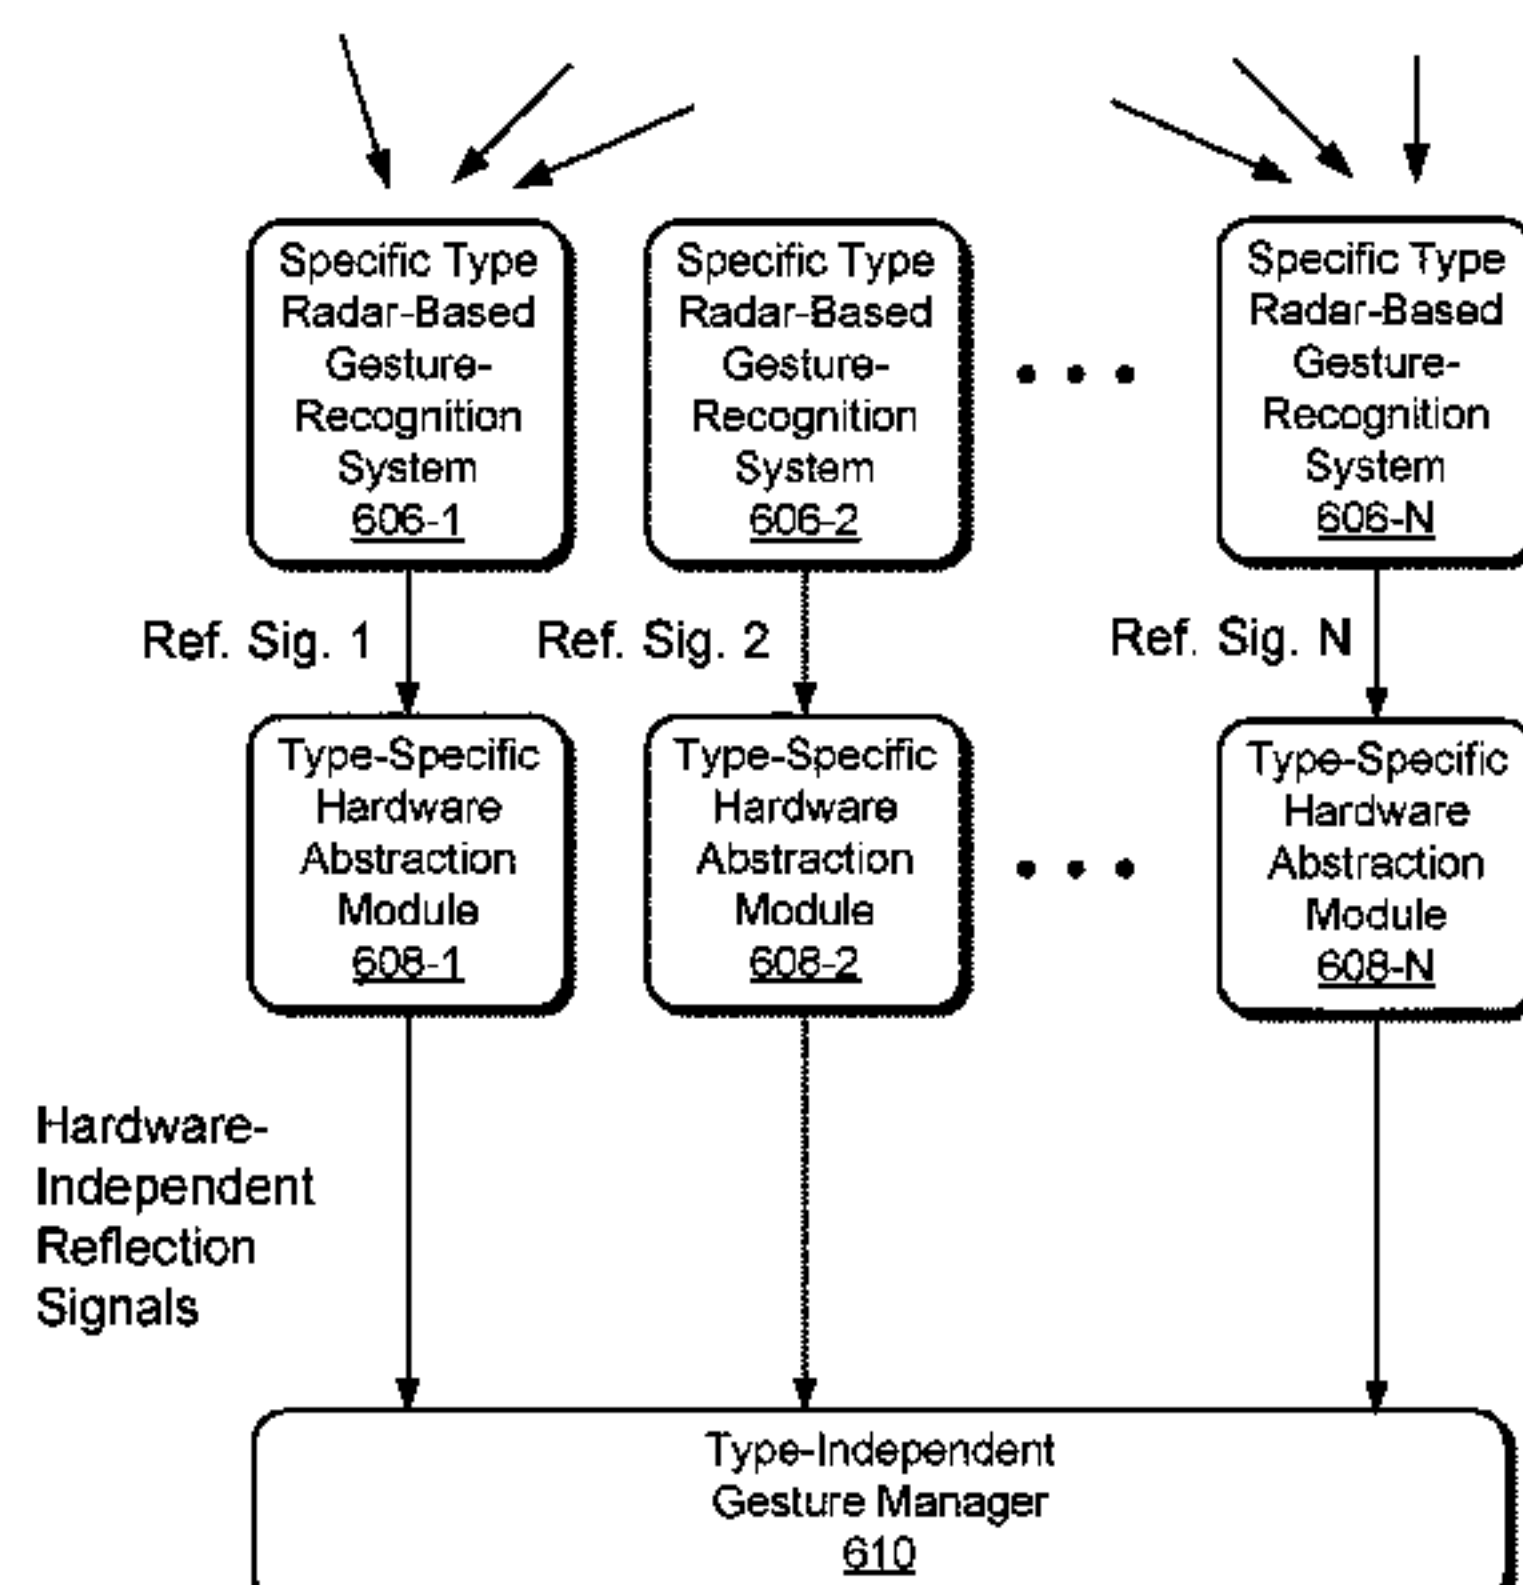 Specific Type
Radar-Based
Gesture-
Recognition
System
606-1
Specific Type
Radar-Based
Gesture-
Recognition
System
606-2
Specific Type
Radar-Based
Gesture-
Recognition
System
606-N
Ref. Sig. 1
Ref. Sig. 2
Ref. Sig. N
Type-Specific
Hardware
Abstraction
Module
608-1
Type-Specific
Hardware
Abstraction
Module
608-2
Type-Specific
Hardware
Abstraction
Module
608-N
Hardware-
Independent
Reflection
Signals
Type-Independent
Gesture Manager
610